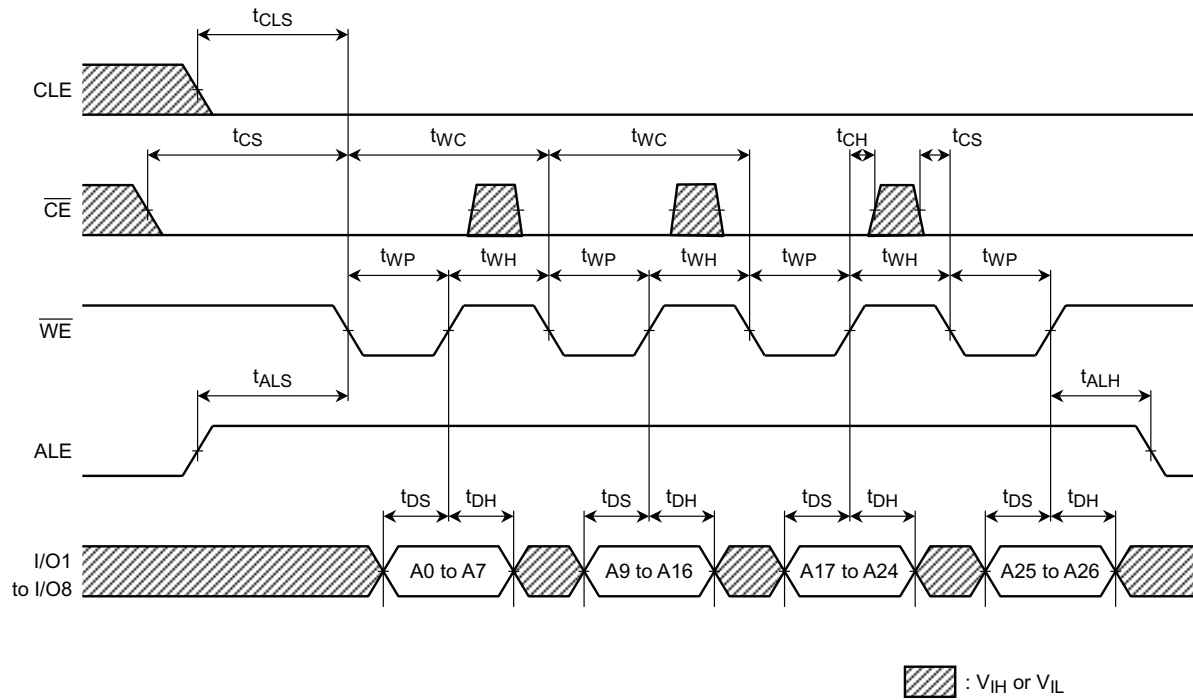 tCLS
CLE
tCS tWC tWC tCH tCS
CE
tWP tWH tWP tWH tWP tWH tWP
WE
tALS tALH
ALE
tDS tDH tDS tDH tDS tDH tDS tDH
I/O1
to I/O8
A0 to A7 A9 to A16 A17 to A24 A25 to A26
: VIH or VIL